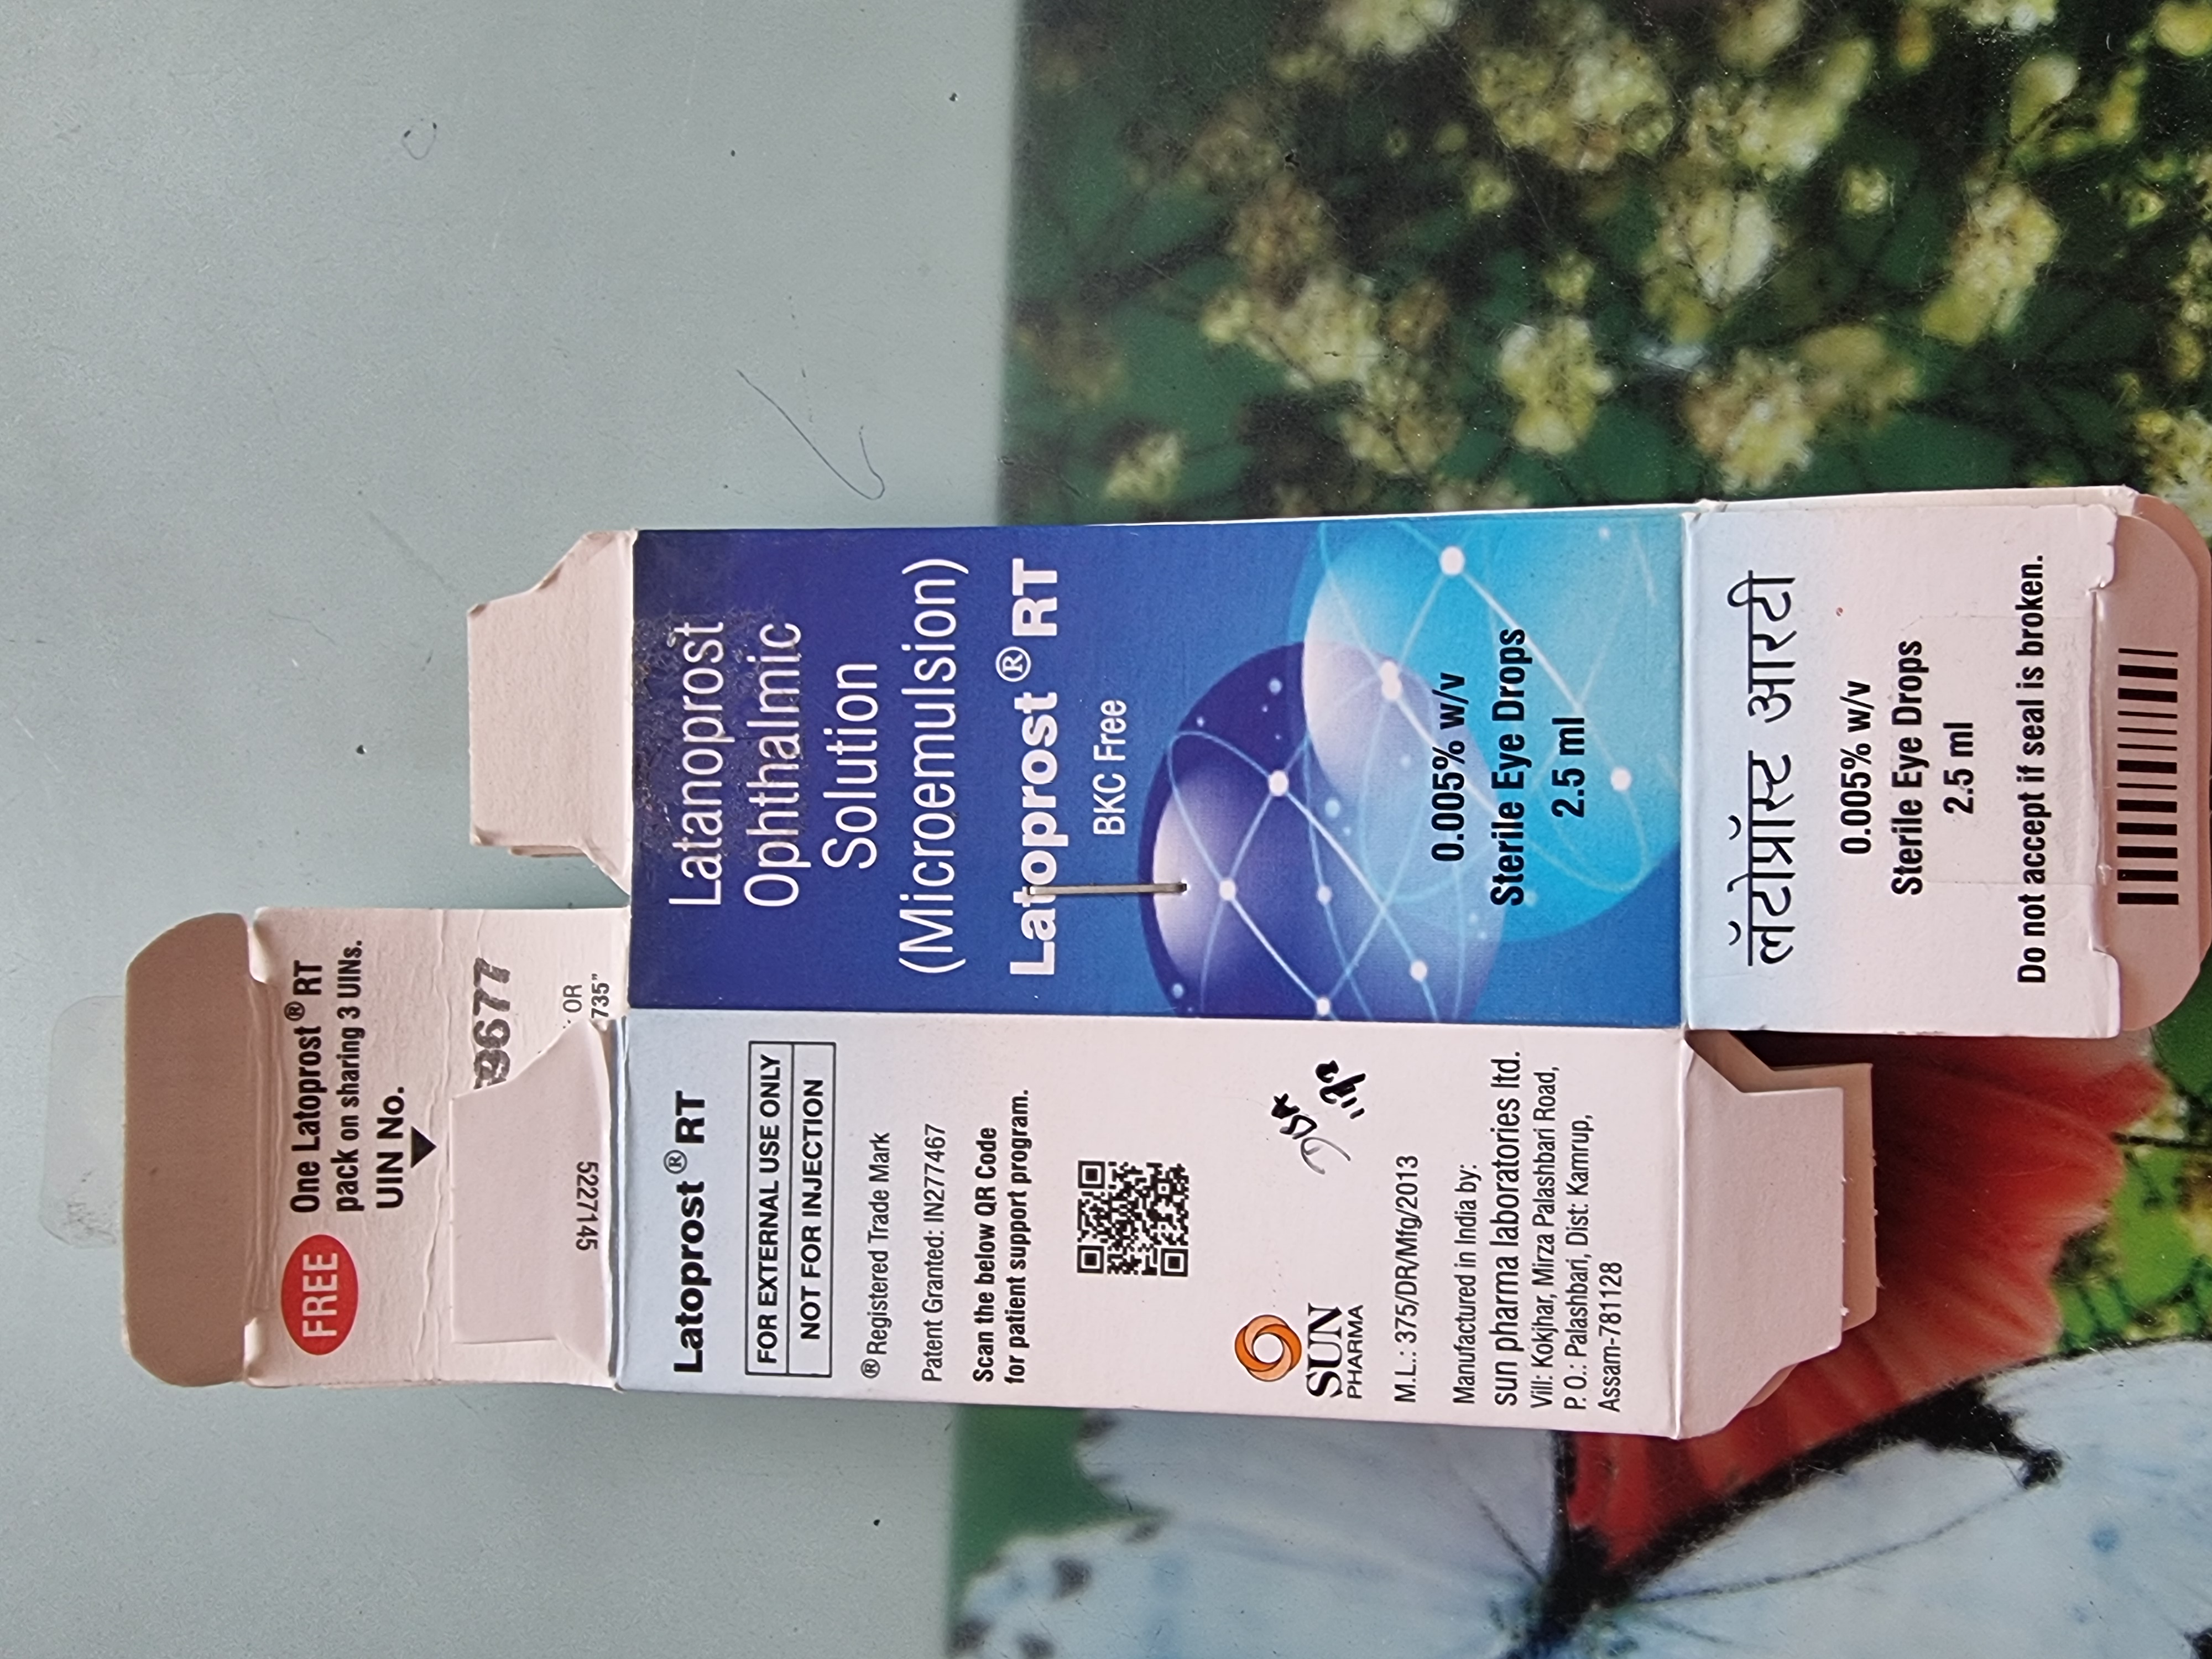 FREE
One Latoprost® RT
pack on sharing 3 UINs.
UIN No.
OR
735"
5227145
Latanoprost
Ophthalmic
Solution
(Microemulsion)
Latoprost® RT
BKC Free
0.005% w/v
Sterile Eye Drops
2.5 ml
Latoprost® RT
FOR EXTERNAL USE ONLY
NOT FOR INJECTION
® Registered Trade Mark
Patent Granted: IN277467
Scan the below QR Code
for patient support program.
SUN
PHARMA
M.L.: 375/DR/Mfg/2013
Manufactured in India by:
sun pharma laboratories ltd.
Vill: Kokjhar, Mirza Palashbari Road,
P. O.: Palashbari, Dist: Kamrup,
Assam-781128
लॅटोप्रॉस्ट आरटी
0.005% w/v
Sterile Eye Drops
2.5 ml
Do not accept if seal is broken.